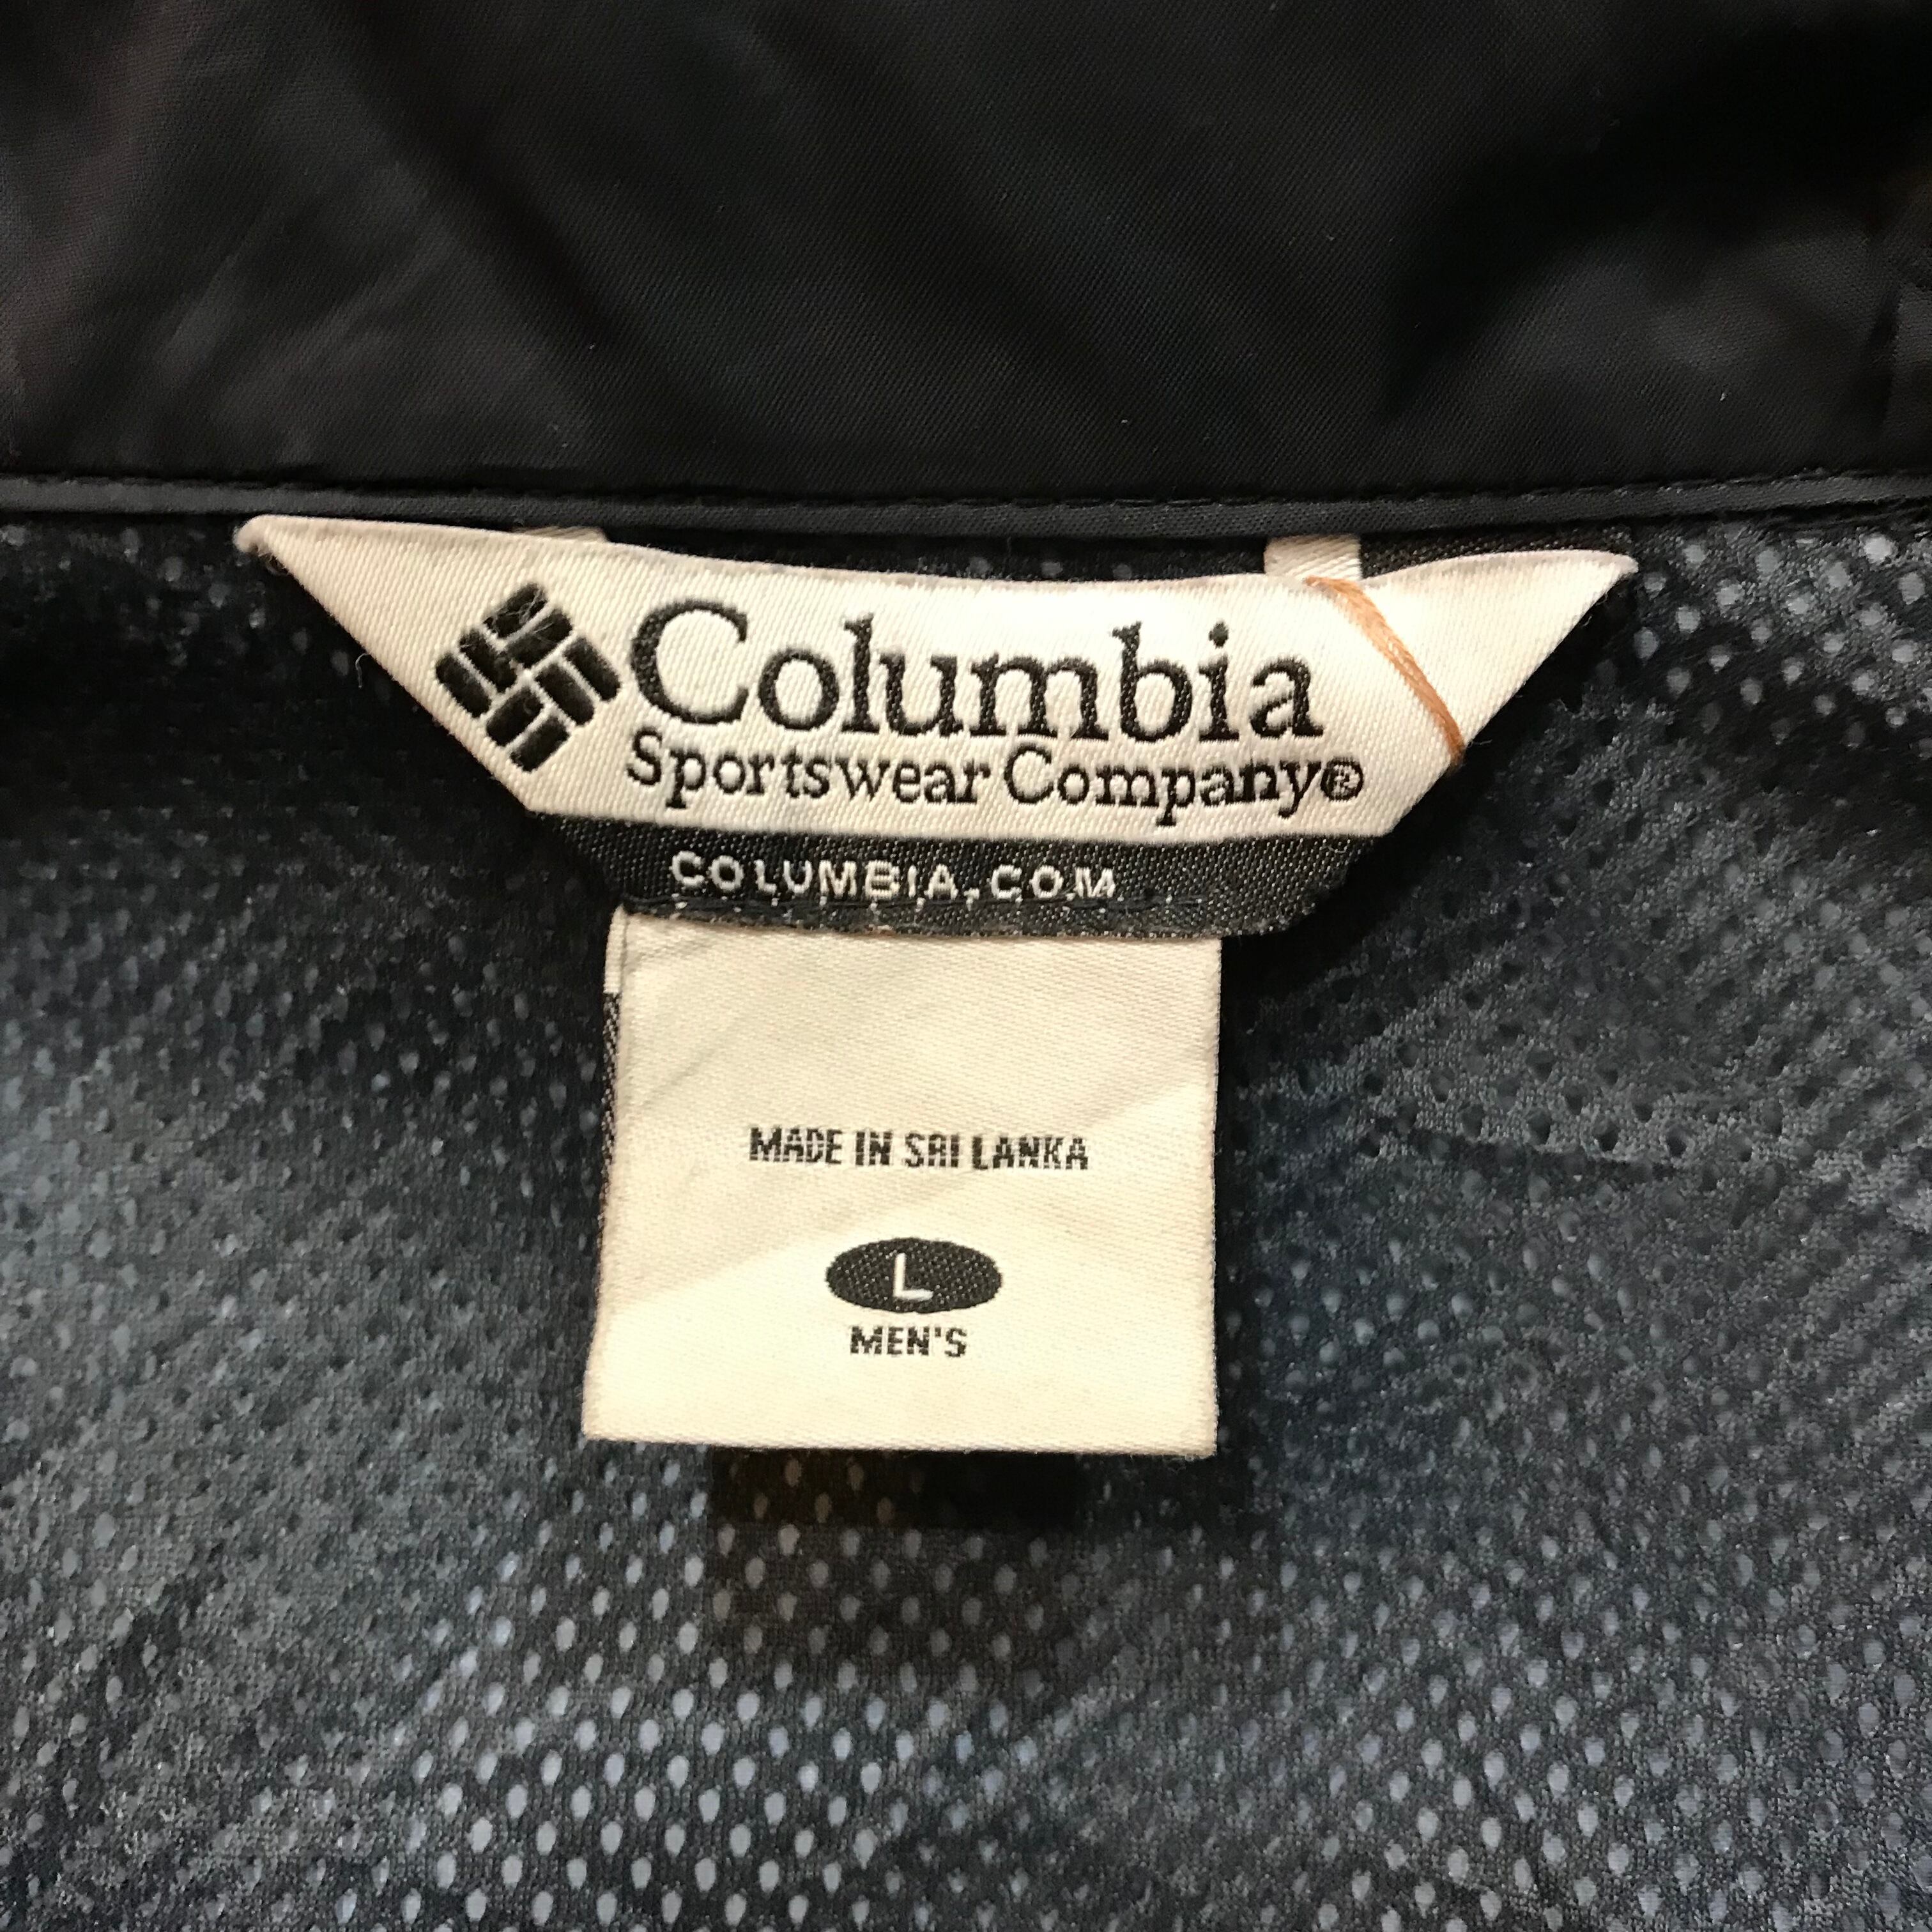 Columbia
Sportswear Company®
COLUMBIA.COM
MADE IN SRI LANKA
L
MEN'S